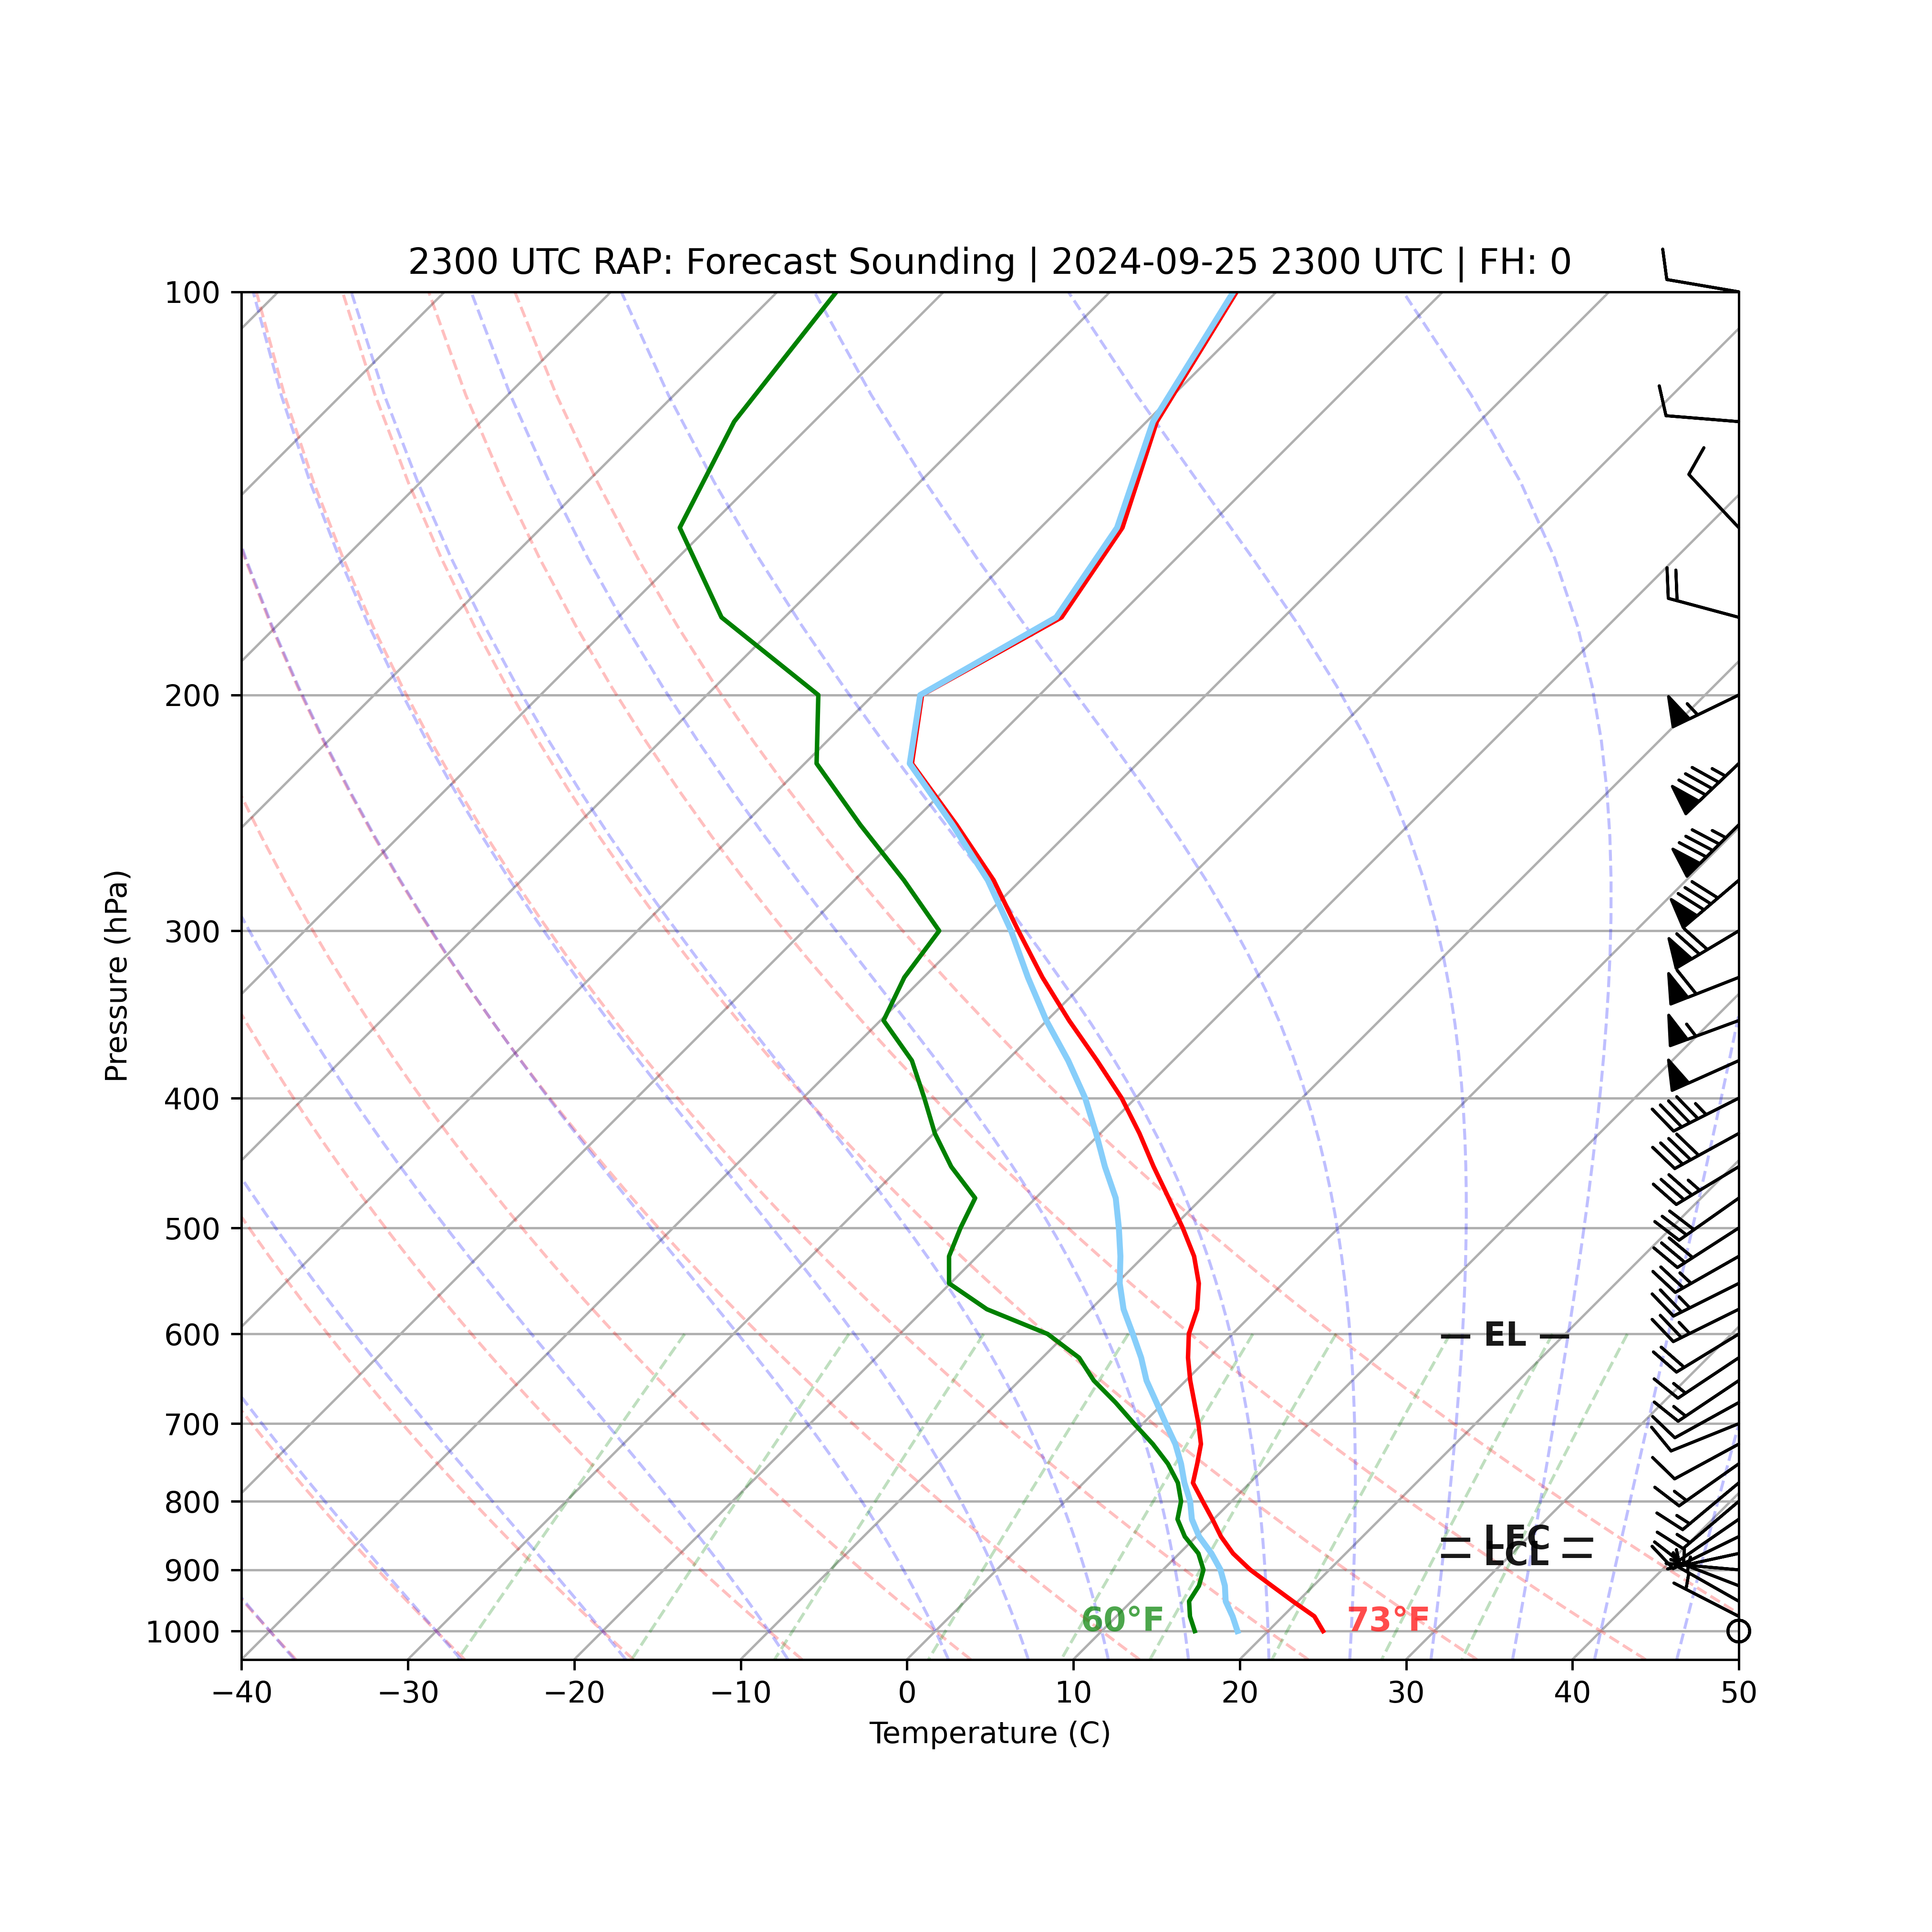 2300 UTC RAP: Forecast Sounding | 2024-09-25 2300 UTC | FH: 0
100
200
300
400
500
600
700
800
900
1000
Pressure (hPa)
EL
LFC
LCL
60°F
73°F
−40 −30 −20 −10 0 10 20 30 40 50
Temperature (C)